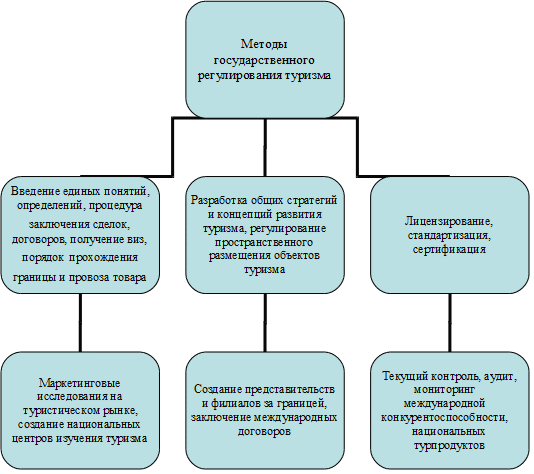 Методы
государственного
регулирования туризма
Введение единых понятий,
определений, процедура
заключения сделок,
договоров, получение виз,
порядок прохождения
границы и провоза товара
Разработка общих стратегий
и концепций развития
туризма, регулирование
пространственного
размещения объектов
туризма
Лицензирование,
стандартизация,
сертификация
Маркетинговые
исследования на
туристическом рынке,
создание национальных
центров изучения туризма
Создание представительств
и филиалов за границей,
заключение международных
договоров
Текущий контроль, аудит,
мониторинг
международной
конкурентоспособности,
национальных
турпродуктов